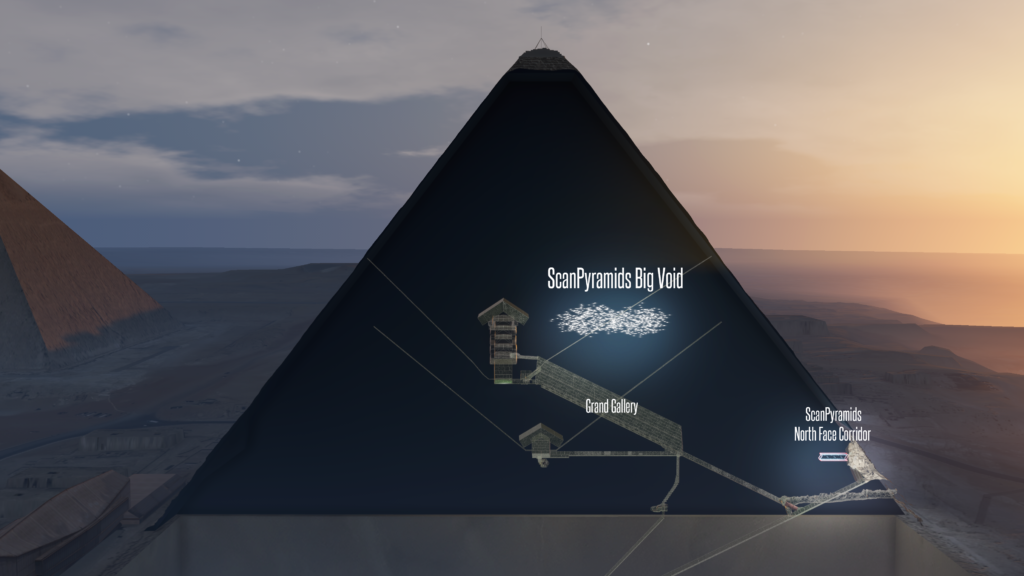 ScanPyramids Big Void
Grand Gallery
ScanPyramids
North Face Corridor